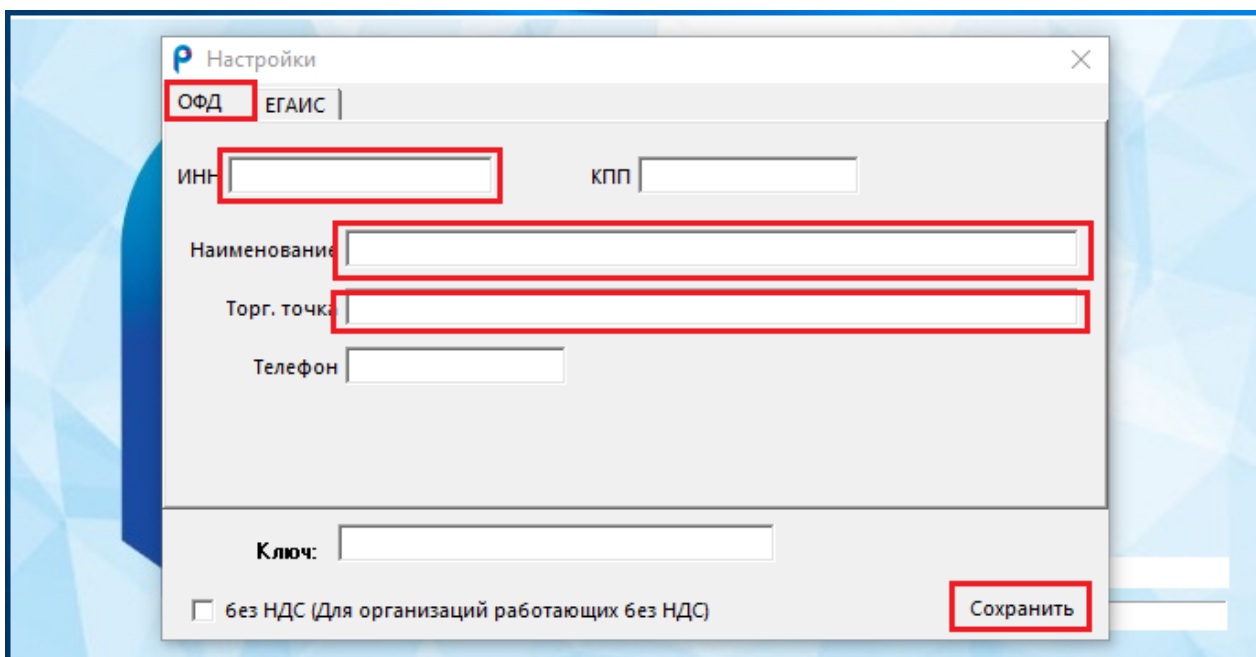 Настройки
ОФД ЕГАИС
ИНН КПП
Наименование
Торг. точка
Телефон
Ключ:
без НДС (Для организаций работающих без НДС) Сохранить